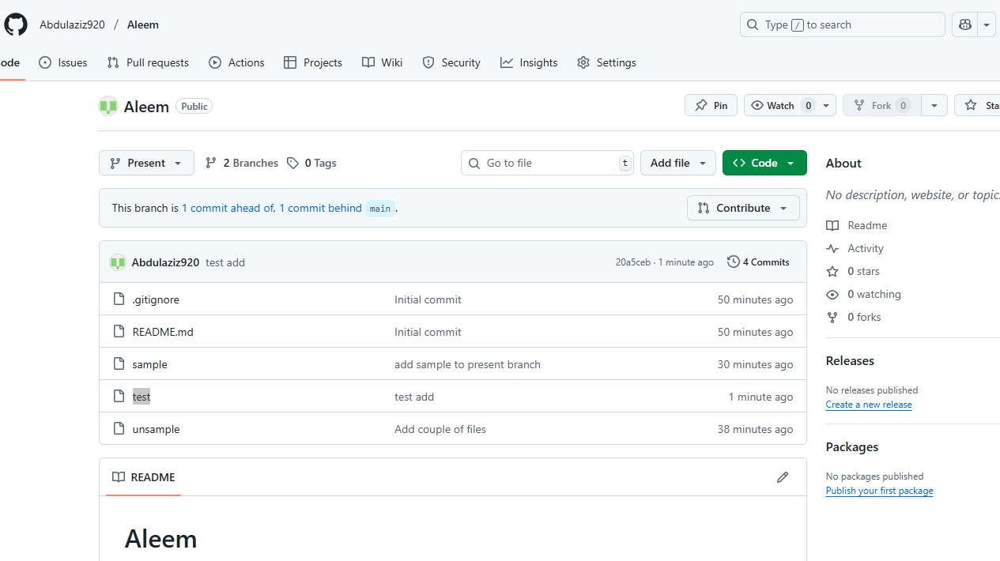 Abdulaziz920 / Aleem
Type / to search
ode Issues Pull requests Actions Projects Wiki Security Insights Settings
Aleem Public
Pin Watch 0 Fork 0 Sta
Present 2 Branches 0 Tags
Go to file t Add file <> Code
This branch is 1 commit ahead of, 1 commit behind main .
Contribute
Abdulaziz920 test add 20a5ceb · 1 minute ago 4 Commits
.gitignore Initial commit 50 minutes ago
README.md Initial commit 50 minutes ago
sample add sample to present branch 30 minutes ago
test test add 1 minute ago
unsample Add couple of files 38 minutes ago
README
Aleem
About
No description, website, or topic
Readme
Activity
0 stars
0 watching
0 forks
Releases
No releases published
Create a new release
Packages
No packages published
Publish your first package